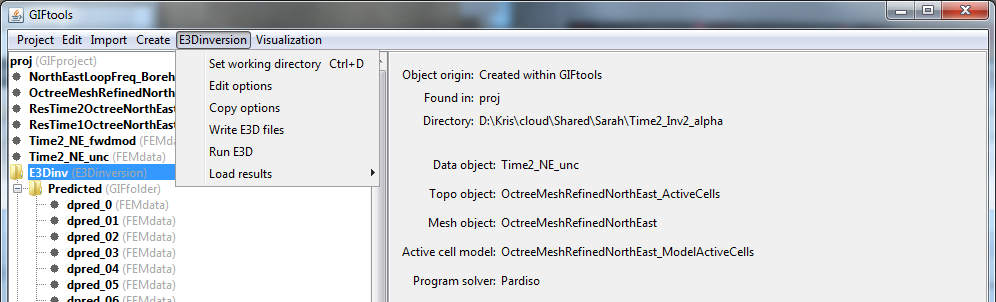 GIFtools
Project Edit Import Create E3Dinversion Visualization
proj (GIFproject)
NorthEastLoopFreq_Boreh
OctreeMeshRefinedNorth
ResTime2OctreeNorthEast
ResTime1OctreeNorthEast
Time2_NE_fwdmod (FEMda
Time2_NE_unc (FEMdata)
E3Dinv (E3Dinversion)
Predicted (GIFfolder)
dpred_0 (FEMdata)
dpred_01 (FEMdata)
dpred_02 (FEMdata)
dpred_03 (FEMdata)
dpred_04 (FEMdata)
dpred_05 (FEMdata)
dpred_06 (FEMdata)
Set working directory Ctrl+D
Edit options
Copy options
Write E3D files
Run E3D
Load results
Object origin: Created within GIFtools
Found in: proj
Directory: D:\Kris\cloud\Shared\Sarah\Time2_Inv2_alpha
Data object: Time2_NE_unc
Topo object: OctreeMeshRefinedNorthEast_ActiveCells
Mesh object: OctreeMeshRefinedNorthEast
Active cell model: OctreeMeshRefinedNorthEast_ModelActiveCells
Program solver: Pardiso